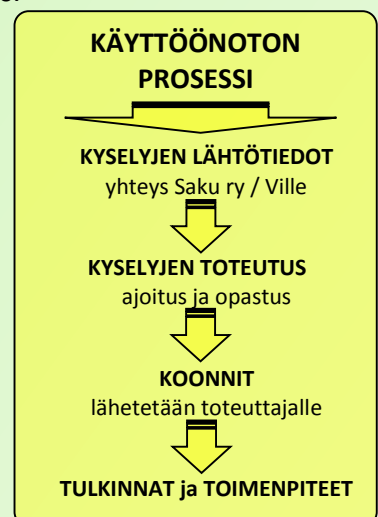 KÄYTTÖÖNOTON
PROSESSI
KYSELYJEN LÄHTÖTIEDOT
yhteys Saku ry / Ville
KYSELYJEN TOTEUTUS
ajoitus ja opastus
KOONNIT
lähetetään toteuttajalle
TULKINNAT ja TOIMENPITEET